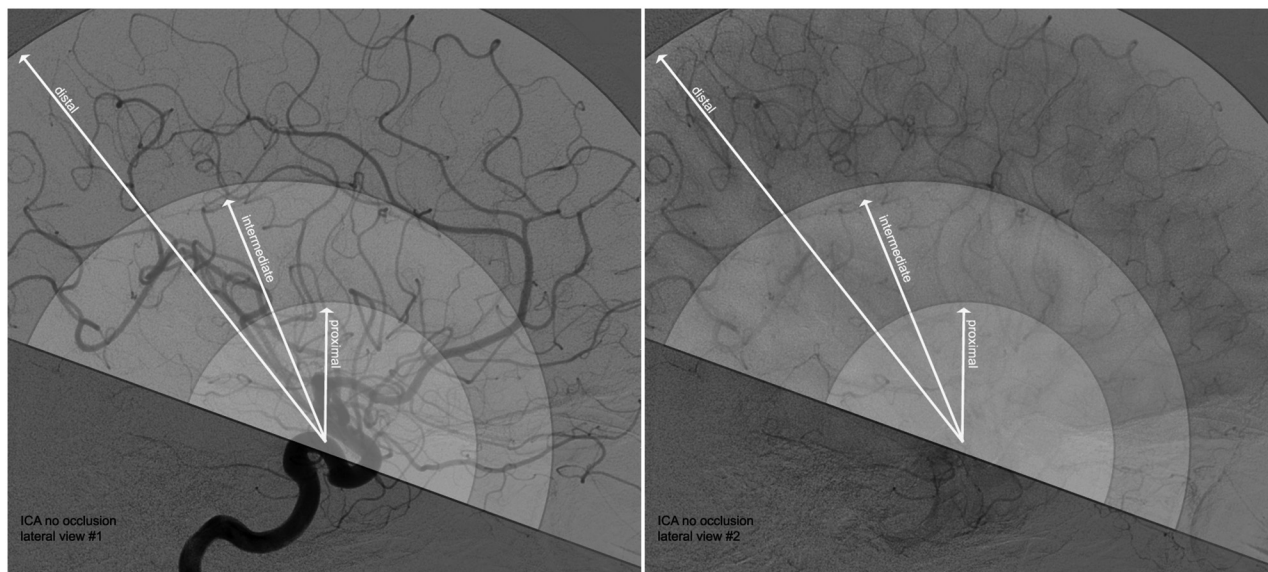 distal
intermediate
proximal
ICA no occlusion
lateral view #1
distal
intermediate
proximal
ICA no occlusion
lateral view #2